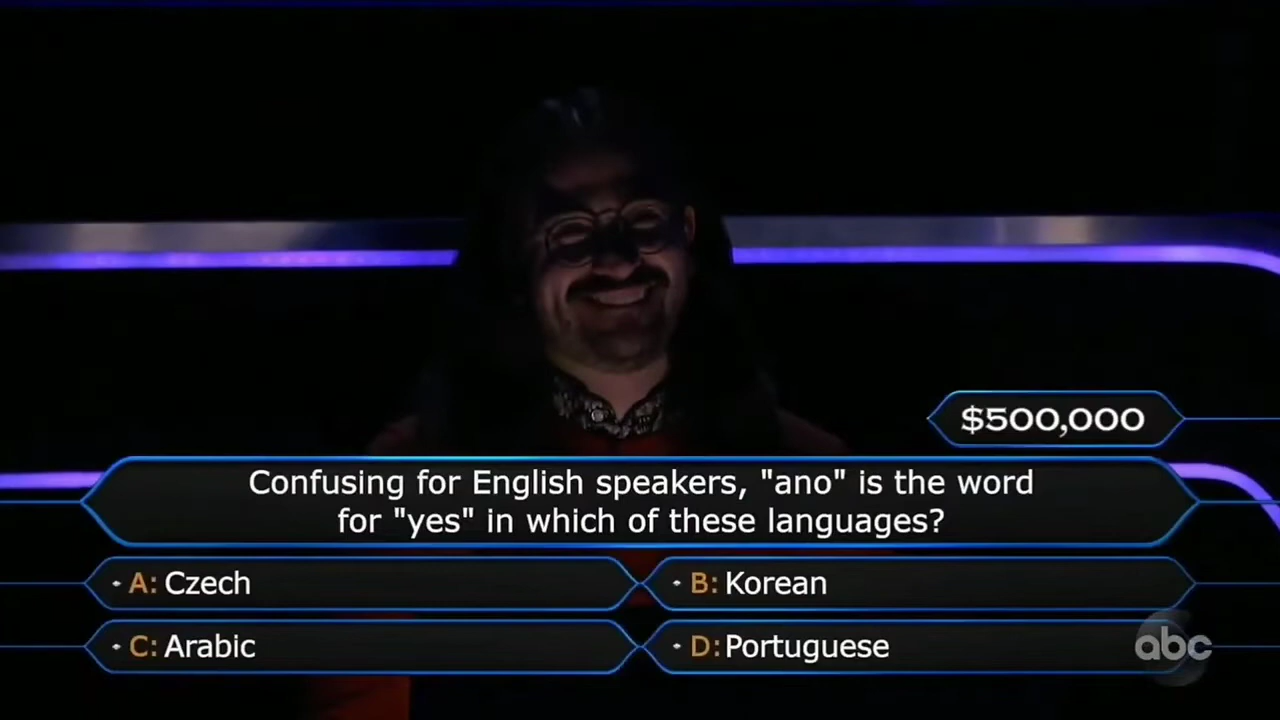 $500,000
Confusing for English speakers, "ano" is the word
for "yes" in which of these languages?
A: Czech
B: Korean
C: Arabic
D: Portuguese
abc